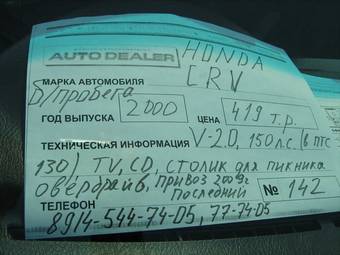 AUTO DEALER
HONDA
МАРКА АВТОМОБИЛЯ CRV
б/пробега
ГОД ВЫПУСКА 2000 ЦЕНА 419 т.р.
ТЕХНИЧЕСКАЯ ИНФОРМАЦИЯ V-2.0, 150 л.с. (в ПТС
130), TV, CD, столик для пикника
овердрайв, привоз 2009г.
Последний № 142
ТЕЛЕФОН
8914-544-74-05, 77-74-05